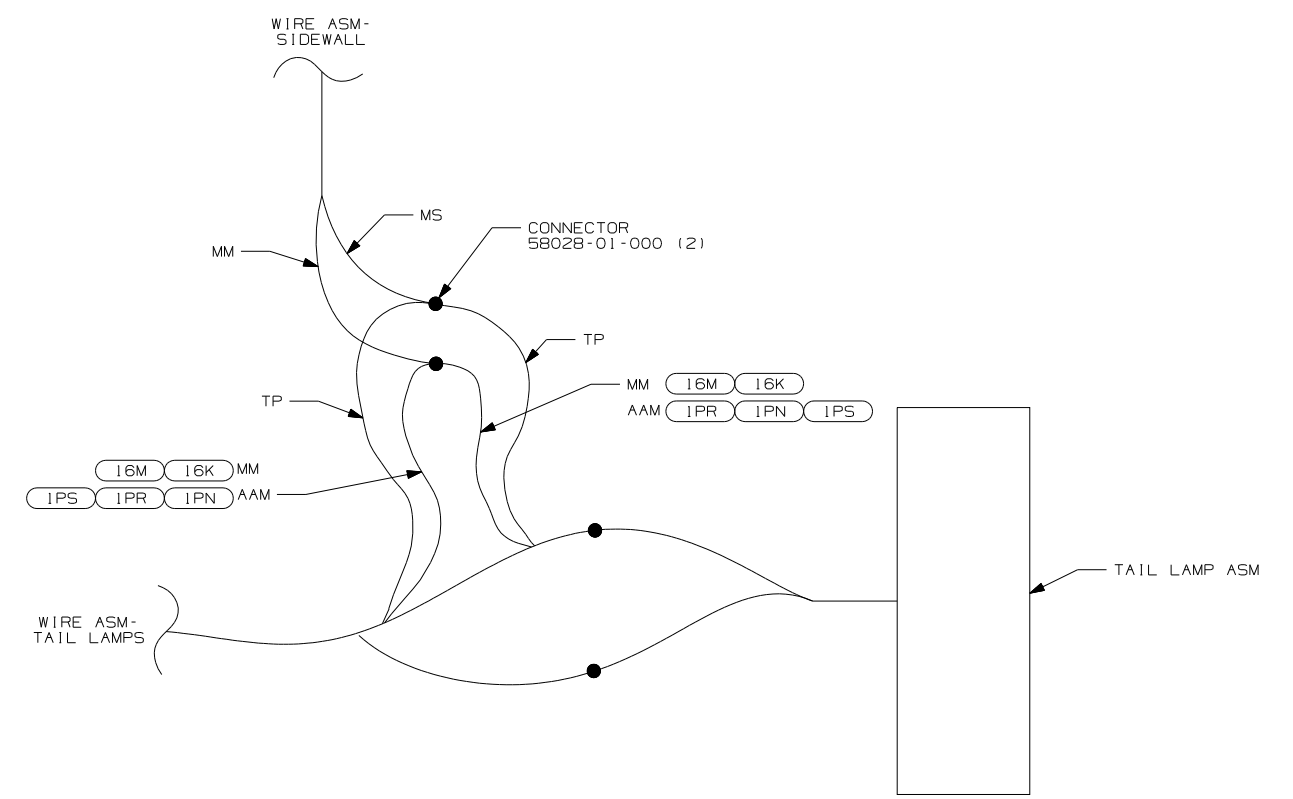 WIRE ASM-
SIDEWALL
MS
CONNECTOR
58028-01-000 (2)
MM
TP
MM 16M 16K
AAM 1PR 1PN 1PS
TP
16M 16K MM
1PS 1PR 1PN AAM
TAIL LAMP ASM
WIRE ASM-
TAIL LAMPS